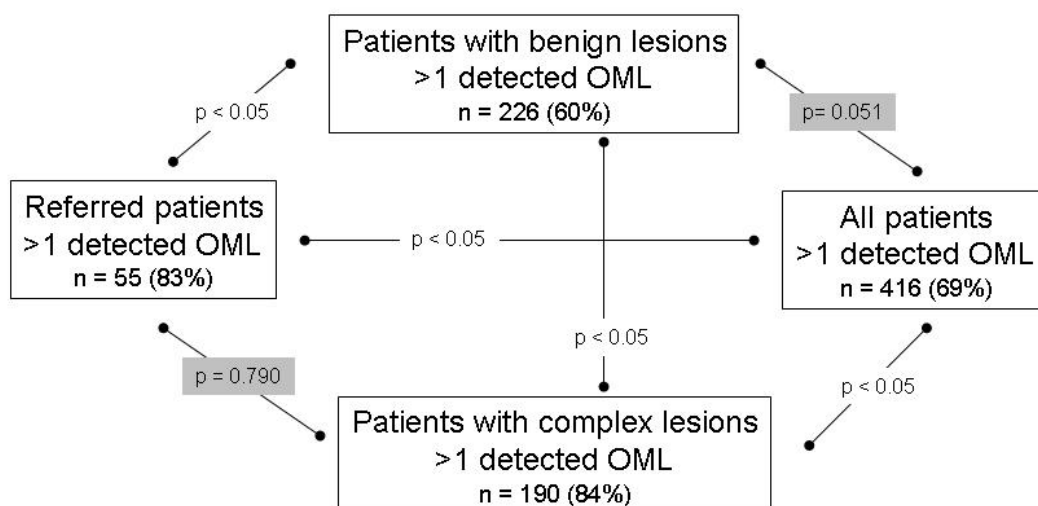 Patients with benign lesions
>1 detected OML
n = 226 (60%)
p < 0.05
p= 0.051
Referred patients
>1 detected OML
n = 55 (83%)
p < 0.05
All patients
>1 detected OML
n = 416 (69%)
p < 0.05
p = 0.790
p < 0.05
Patients with complex lesions
>1 detected OML
n = 190 (84%)